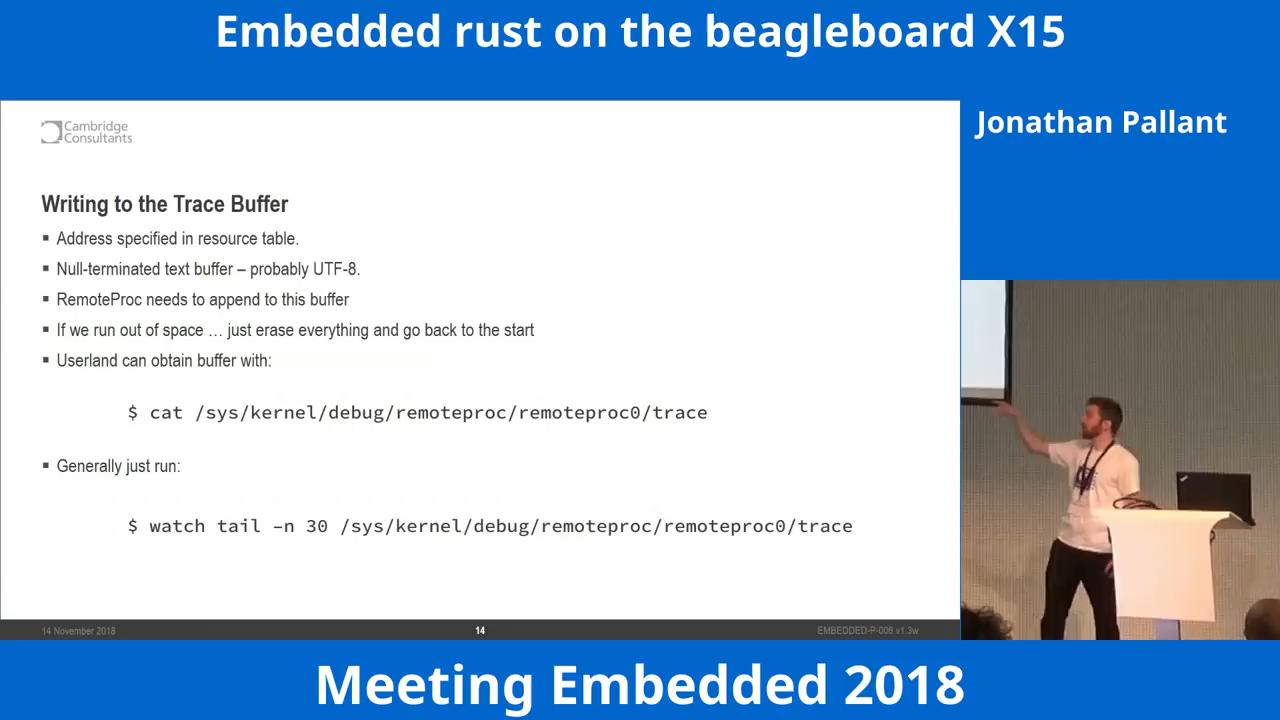 Embedded rust on the beagleboard X15
Jonathan Pallant
Cambridge
Consultants
Writing to the Trace Buffer
▪ Address specified in resource table.
▪ Null-terminated text buffer – probably UTF-8.
▪ RemoteProc needs to append to this buffer
▪ If we run out of space … just erase everything and go back to the start
▪ Userland can obtain buffer with:
$ cat /sys/kernel/debug/remoteproc/remoteproc0/trace
▪ Generally just run:
$ watch tail –n 30 /sys/kernel/debug/remoteproc/remoteproc0/trace
14 November 2018
14
EMBEDDED-P-006 v1.3w
Meeting Embedded 2018